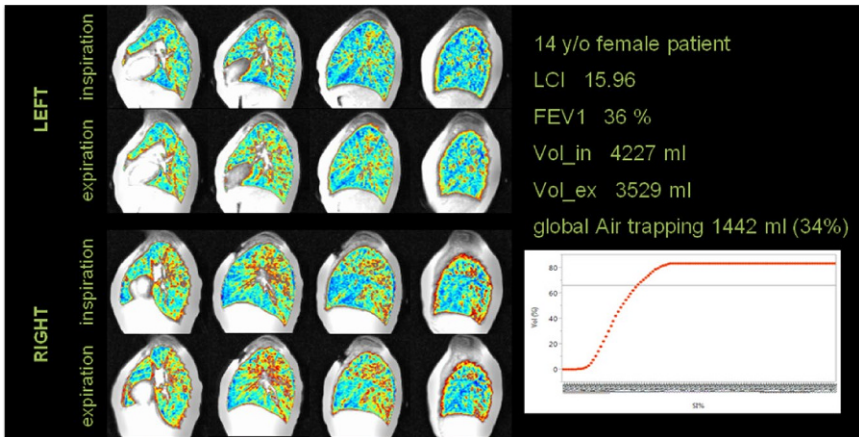 LEFT
inspiration
expiration
RIGHT
inspiration
expiration
14 y/o female patient
LCI 15.96
FEV1 36 %
Vol_in 4227 ml
Vol_ex 3529 ml
global Air trapping 1442 ml (34%)
Vol (%)
80
60
40
20
0
SI%